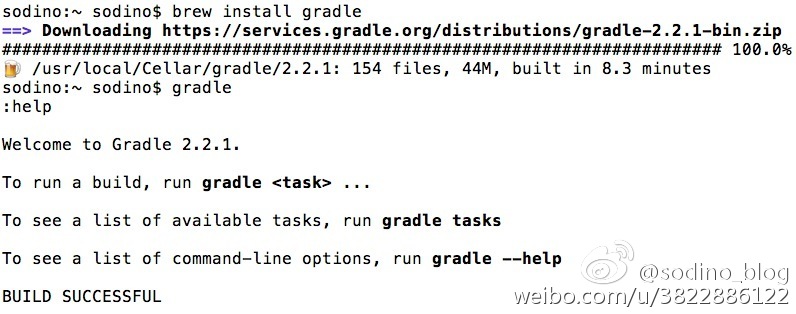 sodino:~ sodino$ brew install gradle
==> Downloading https://services.gradle.org/distributions/gradle-2.2.1-bin.zip
######################################################################## 100.0%
🍺 /usr/local/Cellar/gradle/2.2.1: 154 files, 44M, built in 8.3 minutes
sodino:~ sodino$ gradle
:help
Welcome to Gradle 2.2.1.
To run a build, run gradle <task> ...
To see a list of available tasks, run gradle tasks
To see a list of command-line options, run gradle --help
@sodino_blog
BUILD SUCCESSFUL
weibo.com/u/3822886122